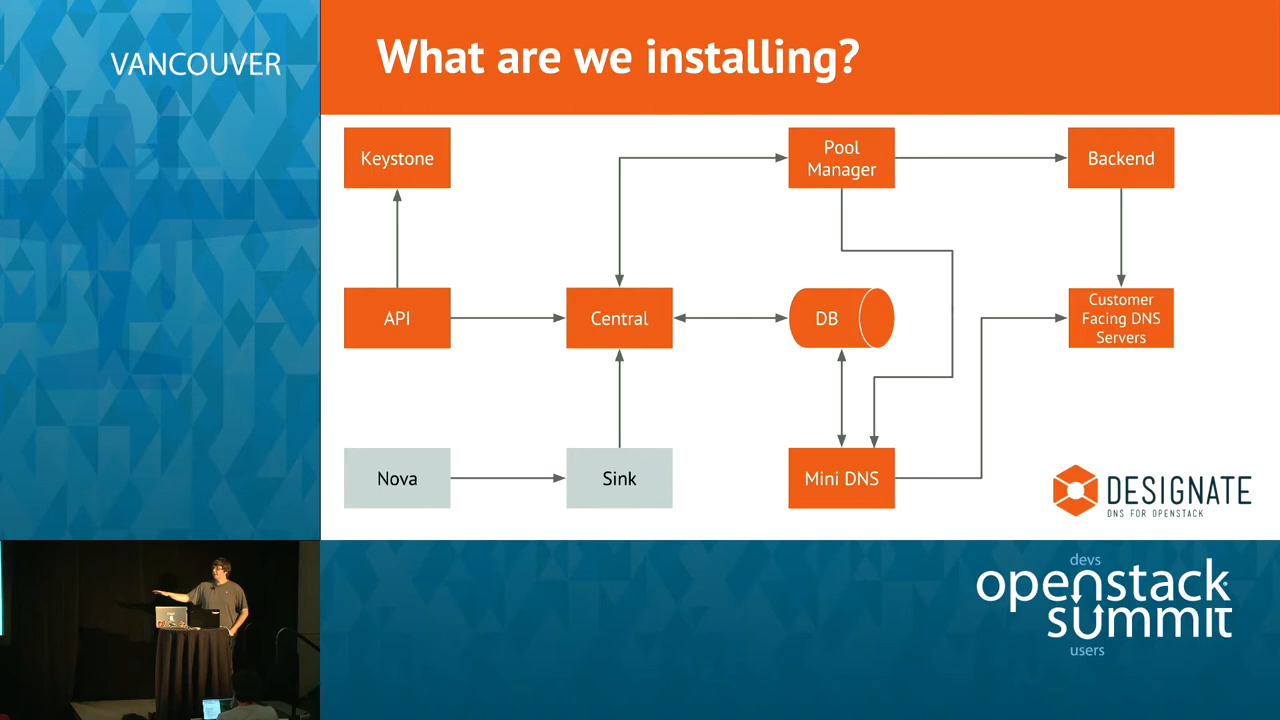 VANCOUVER
What are we installing?
Keystone
Pool
Manager
Backend
API
Central
DB
Customer
Facing DNS
Servers
Nova
Sink
Mini DNS
DESIGNATE
DNS FOR OPENSTACK
devs
openstack
summit
users